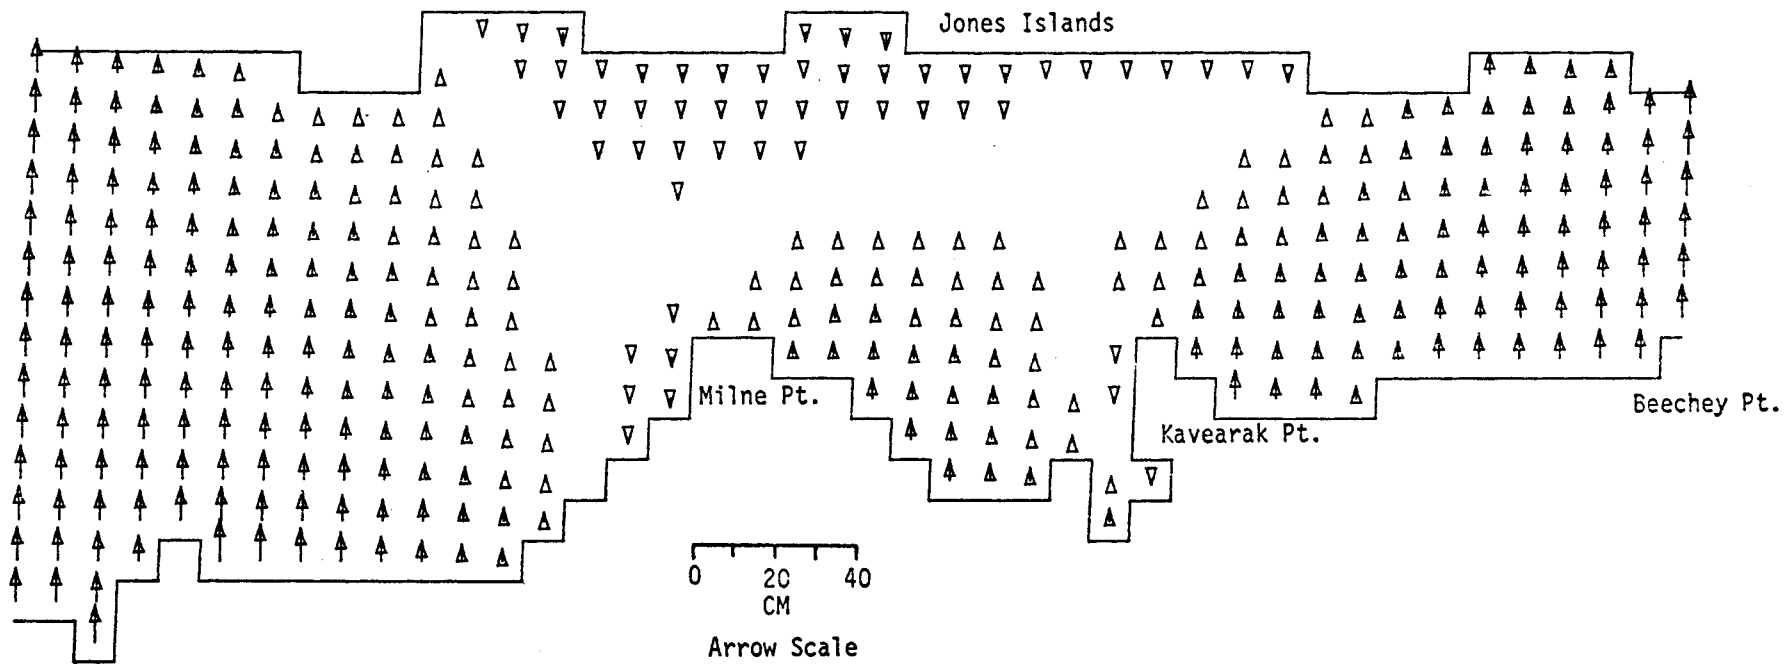 Jones Islands
Milne Pt.
Beechey Pt.
Kavearak Pt.
0 20 40
CM
Arrow Scale